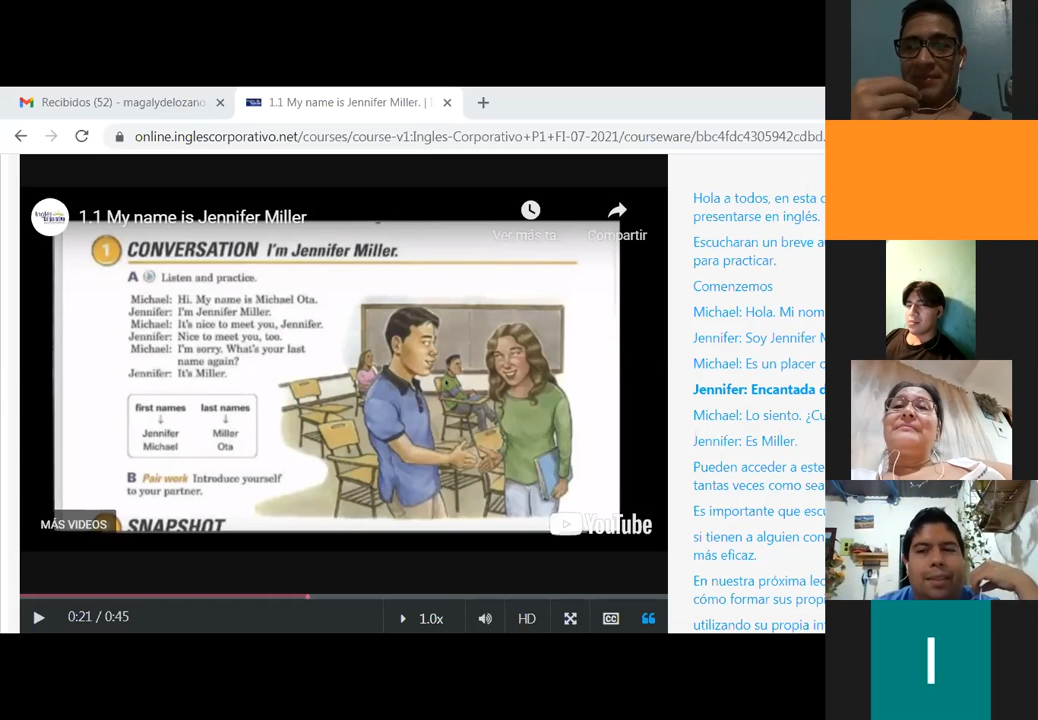 Recibidos (52) - magalydelozano
1.1 My name is Jennifer Miller. |
online.inglescorporativo.net/courses/course-v1:Ingles-Corporativo+P1+FI-07-2021/courseware/bbc4fdc4305942cdbd.
1.1 My name is Jennifer Miller
Ver más ta...
Compartir
1 CONVERSATION I'm Jennifer Miller.
A Listen and practice.
Michael: Hi. My name is Michael Ota.
Jennifer: I'm Jennifer Miller.
Michael: It's nice to meet you, Jennifer.
Jennifer: Nice to meet you, too.
Michael: I'm sorry. What's your last
name again?
Jennifer: It's Miller.
first names last names
↓ ↓
Jennifer Miller
Michael Ota
B Pair work Introduce yourself
to your partner.
SNAPSHOT
MÁS VIDEOS
YouTube
0:21 / 0:45
1.0x
HD
CC
Hola a todos, en esta
presentarse en inglés.
Escucharan un breve
para practicar.
Comenzemos
Michael: Hola. Mi nom
Jennifer: Soy Jennifer
Michael: Es un placer
Jennifer: Encantada
Michael: Lo siento.
Jennifer: Es Miller.
Pueden acceder a este
tantas veces como sea
Es importante que
si tienen a alguien con
más eficaz.
En nuestra próxima
cómo formar sus
utilizando su propia
I